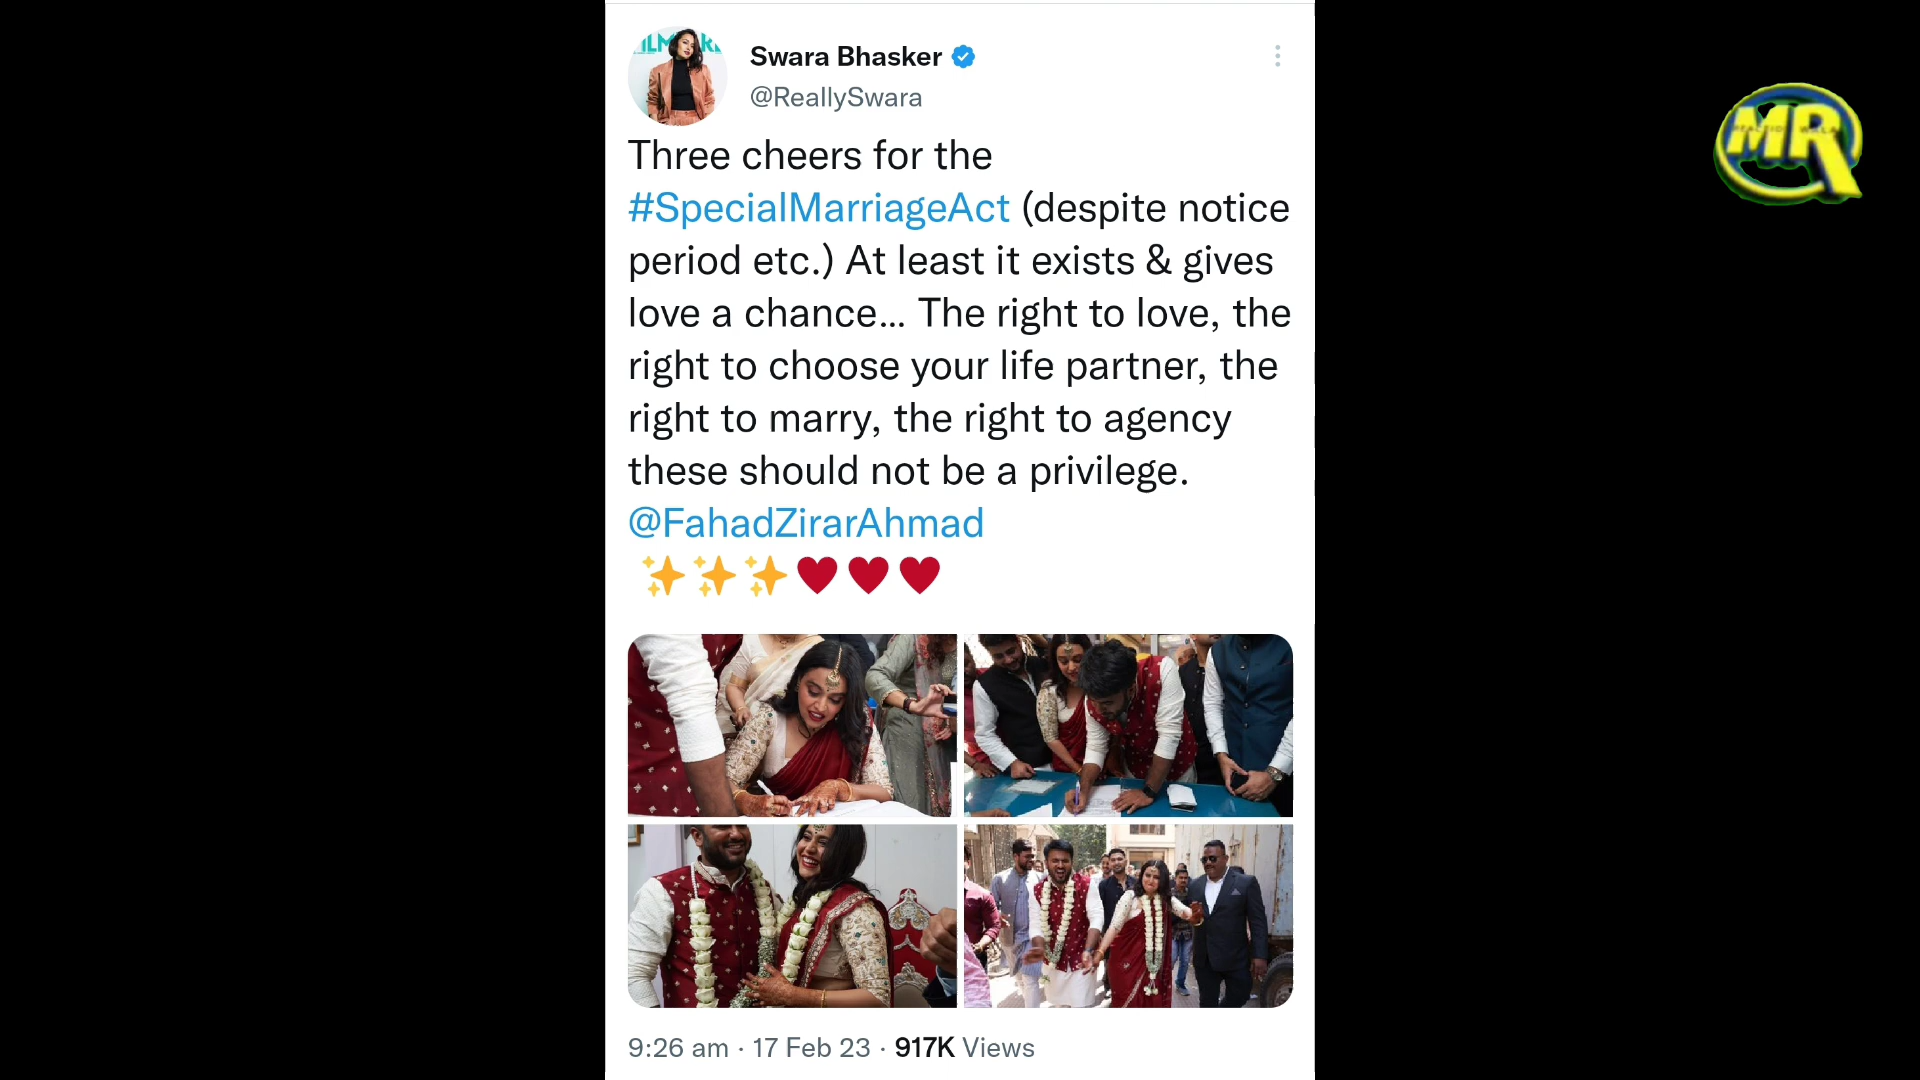 Swara Bhasker
@ReallySwara
Three cheers for the
#SpecialMarriageAct (despite notice
period etc.) At least it exists & gives
love a chance... The right to love, the
right to choose your life partner, the
right to marry, the right to agency
these should not be a privilege.
@FahadZirarAhmad
✨✨✨♥♥♥
9:26 am · 17 Feb 23 · 917K Views
MR